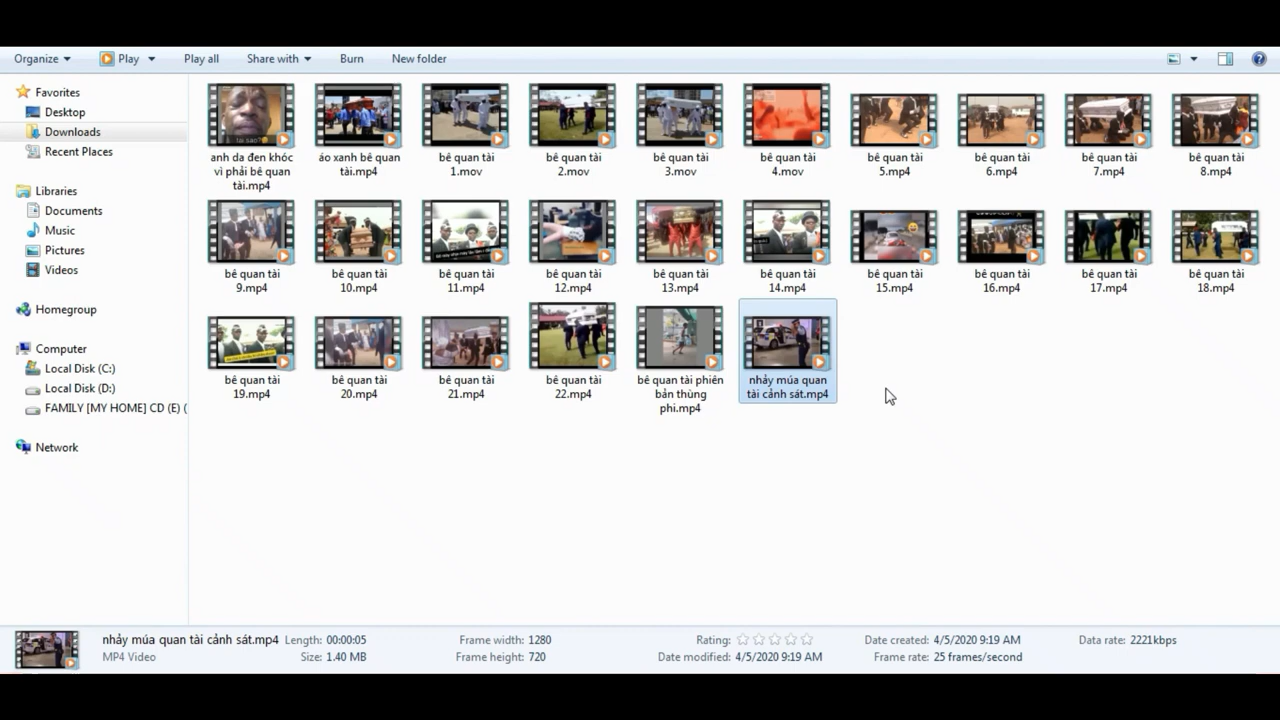 Organize Play Play all Share with Burn New folder
Favorites
Desktop
Downloads
Recent Places
Libraries
Documents
Music
Pictures
Videos
Homegroup
Computer
Local Disk (C:)
Local Disk (D:)
FAMILY [MY HOME] CD (E) (
Network
anh da đen khóc
vì phải bê quan
tài.mp4
áo xanh bê quan
tài.mp4
bê quan tài
1.mov
bê quan tài
2.mov
bê quan tài
3.mov
bê quan tài
4.mov
bê quan tài
5.mp4
bê quan tài
6.mp4
bê quan tài
7.mp4
bê quan tài
8.mp4
bê quan tài
9.mp4
bê quan tài
10.mp4
bê quan tài
11.mp4
bê quan tài
12.mp4
bê quan tài
13.mp4
bê quan tài
14.mp4
bê quan tài
15.mp4
bê quan tài
16.mp4
bê quan tài
17.mp4
bê quan tài
18.mp4
bê quan tài
19.mp4
bê quan tài
20.mp4
bê quan tài
21.mp4
bê quan tài
22.mp4
bê quan tài phiên
bản thùng
phi.mp4
nhảy múa quan
tài cảnh sát.mp4
nhảy múa quan tài cảnh sát.mp4 Length: 00:00:05 Frame width: 1280 Rating: Date created: 4/5/2020 9:19 AM Data rate: 2221kbps
MP4 Video Size: 1.40 MB Frame height: 720 Date modified: 4/5/2020 9:19 AM Frame rate: 25 frames/second